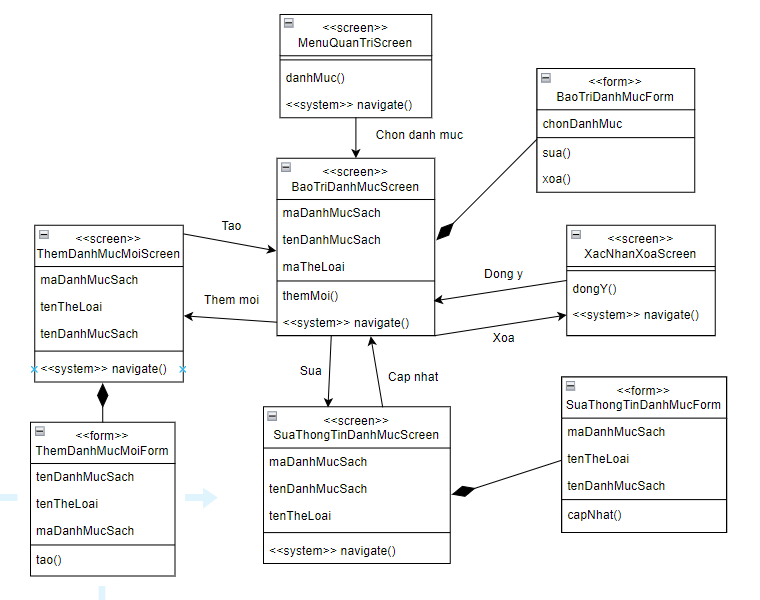 <<screen>>
MenuQuanTriScreen
danhMuc()
<<system>> navigate()
Chon danh muc
<<form>>
BaoTriDanhMucForm
chonDanhMuc
sua()
xoa()
<<screen>>
BaoTriDanhMucScreen
maDanhMucSach
tenDanhMucSach
maTheLoai
themMoi()
<<system>> navigate()
Tao
Them moi
<<screen>>
ThemDanhMucMoiScreen
maDanhMucSach
tenTheLoai
tenDanhMucSach
<<system>> navigate()
Dong y
Xoa
<<screen>>
XacNhanXoaScreen
dongY()
<<system>> navigate()
Sua
Cap nhat
<<form>>
ThemDanhMucMoiForm
tenDanhMucSach
tenTheLoai
maDanhMucSach
tao()
<<screen>>
SuaThongTinDanhMucScreen
maDanhMucSach
tenDanhMucSach
tenTheLoai
<<system>> navigate()
<<form>>
SuaThongTinDanhMucForm
maDanhMucSach
tenTheLoai
tenDanhMucSach
capNhat()